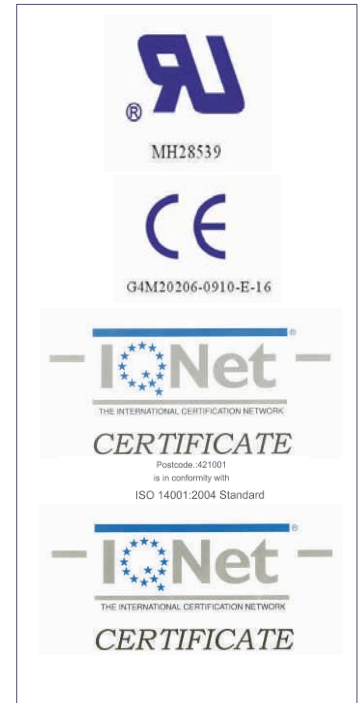 RU
®
MH28539
CE
G4M20206-0910-E-16
IQNet ®
THE INTERNATIONAL CERTIFICATION NETWORK
CERTIFICATE
Postcode.:421001
is in conformity with
ISO 14001:2004 Standard
IQNet ®
THE INTERNATIONAL CERTIFICATION NETWORK
CERTIFICATE